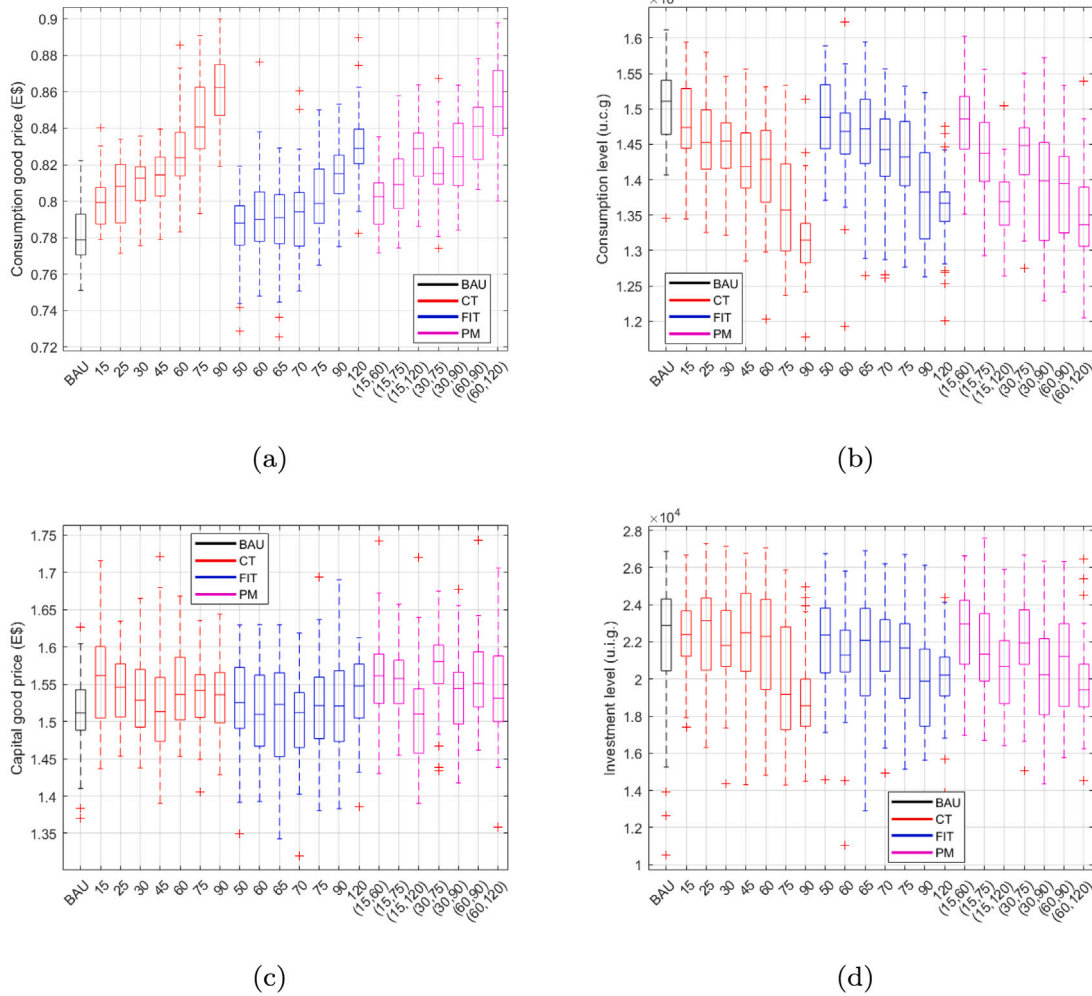 0.9
0.88
0.86
0.84
0.82
0.8
0.78
0.76
0.74
0.72
Consumption good price (E$)
BAU
CT
FIT
PM
BAU 15 25 30 45 60 75 90 50 60 65 70 75 90 120 (15,60) (15,75) (15,120) (30,75) (30,90) (60,90) (60,120)
(a)
1.6
1.55
1.5
1.45
1.4
1.35
1.3
1.25
1.2
Consumption level (u.c.g)
BAU
CT
FIT
PM
BAU 15 25 30 45 60 75 90 50 60 65 70 75 90 120 (15,60) (15,75) (15,120) (30,75) (30,90) (60,90) (60,120)
(b)
1.75
1.7
1.65
1.6
1.55
1.5
1.45
1.4
1.35
Capital good price (E$)
BAU
CT
FIT
PM
BAU 15 25 30 45 60 75 90 50 60 65 70 75 90 120 (15,60) (15,75) (15,120) (30,75) (30,90) (60,90) (60,120)
(c)
×10⁴
2.8
2.6
2.4
2.2
2
1.8
1.6
1.4
1.2
1
Investment level (u.i.g.)
BAU
CT
FIT
PM
BAU 15 25 30 45 60 75 90 50 60 65 70 75 90 120 (15,60) (15,75) (15,120) (30,75) (30,90) (60,90) (60,120)
(d)